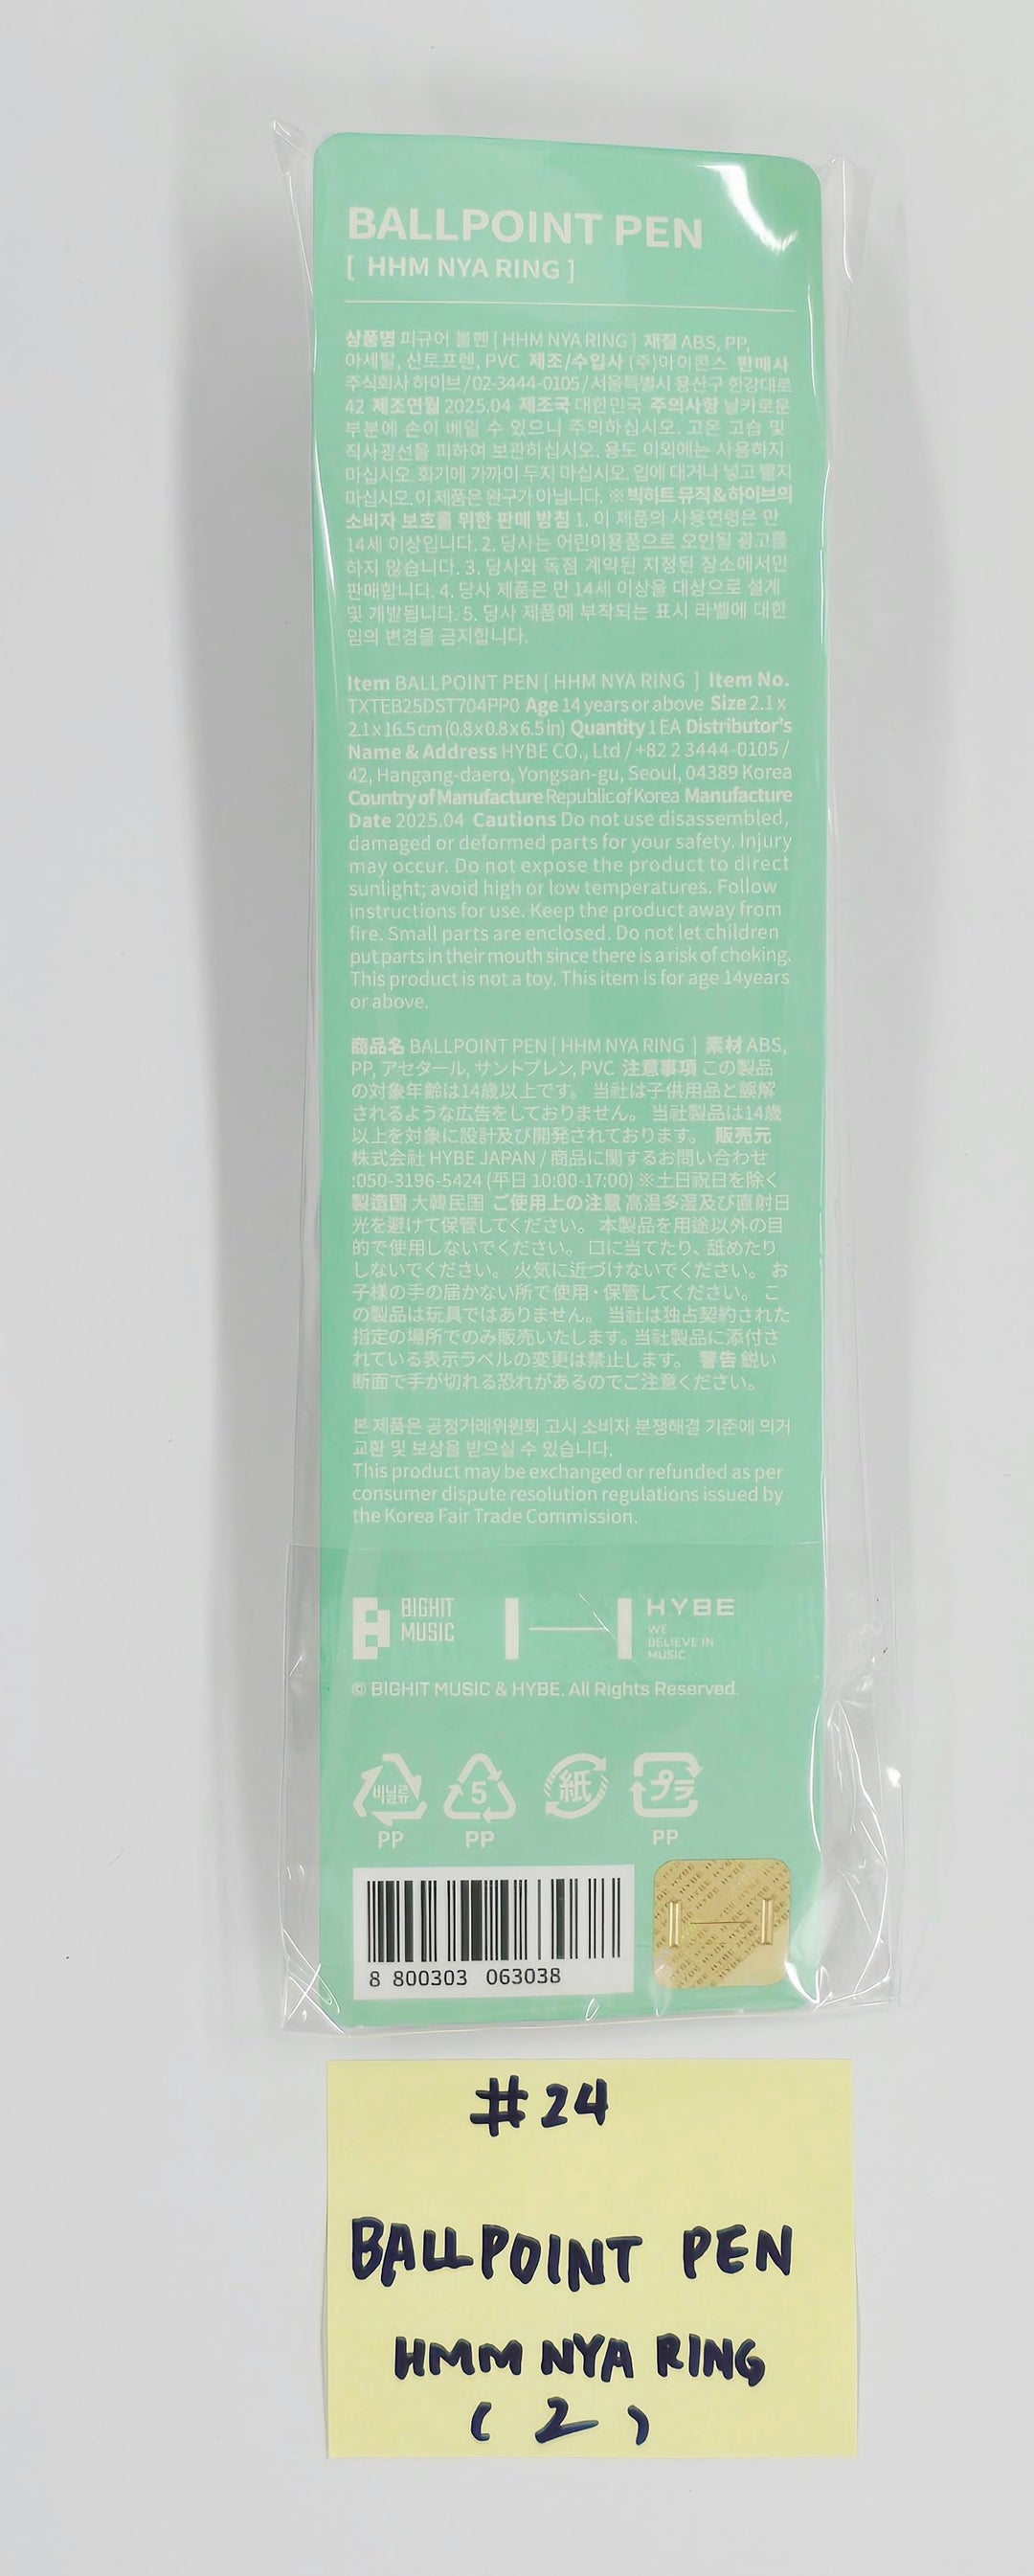 BALLPOINT PEN
[ HHM NYA RING ]
상품명 피규어 볼펜 [ HHM NYA RING ] 재질 ABS, PP,
아세탈, 산토프렌, PVC 제조/수입사 (주)아이콘스 판매사
주식회사 하이브/02-3444-0105/서울특별시 용산구 한강대로
42 제조연월 2025.04 제조국 대한민국 주의사항 날카로운
부분에 손이 베일 수 있으니 주의하십시오. 고온 고습 및
직사광선을 피하여 보관하십시오. 용도 이외에는 사용하지
마십시오. 화기에 가까이 두지 마십시오. 입에 대거나 넣고 빨지
마십시오. 이 제품은 완구가 아닙니다. ※빅히트 뮤직&하이브의
소비자 보호를 위한 판매 방침 1. 이 제품의 사용연령은 만
14세 이상입니다. 2. 당사는 어린이용품으로 오인될 광고를
하지 않습니다. 3. 당사와 독점 계약된 지정된 장소에서만
판매합니다. 4. 당사 제품은 만 14세 이상을 대상으로 설계
및 개발됩니다. 5. 당사 제품에 부착되는 표시 라벨에 대한
임의 변경을 금지합니다.
Item BALLPOINT PEN [ HHM NYA RING ] Item No.
TXTEB25DST704PP0 Age 14 years or above Size 2.1 x
2.1 x 16.5 cm (0.8 x 0.8 x 6.5 in) Quantity 1 EA Distributor's
Name & Address HYBE CO., Ltd / +82 2 3444-0105 /
42, Hangang-daero, Yongsan-gu, Seoul, 04389 Korea
Country of Manufacture Republic of Korea Manufacture
Date 2025.04 Cautions Do not use disassembled,
damaged or deformed parts for your safety. Injury
may occur. Do not expose the product to direct
sunlight; avoid high or low temperatures. Follow
instructions for use. Keep the product away from
fire. Small parts are enclosed. Do not let children
put parts in their mouth since there is a risk of choking.
This product is not a toy. This item is for age 14years
or above.
商品名 BALLPOINT PEN [ HHM NYA RING ] 素材 ABS,
PP, アセタール, サントプレン, PVC 注意事項 この製品
の対象年齢は14歳以上です。 当社は子供用品と誤解
されるような広告をしておりません。 当社製品は14歳
以上を対象に設計及び開発されております。 販売元
株式会社 HYBE JAPAN / 商品に関するお問い合わせ
:050-3196-5424 (平日 10:00-17:00) ※土日祝日を除く
製造国 大韓民国 ご使用上の注意 高温多湿及び直射日
光を避けて保管してください。 本製品を用途以外の目
的で使用しないでください。 口に当てたり、舐めたり
しないでください。 火気に近づけないでください。 お
子様の手の届かない所で使用・保管してください。 こ
の製品は玩具ではありません。 当社は独占契約された
指定の場所でのみ販売いたします。当社製品に添付さ
れている表示ラベルの変更は禁止します。 警告 鋭い
断面で手が切れる恐れがあるのでご注意ください。
본 제품은 공정거래위원회 고시 소비자 분쟁해결 기준에 의거
교환 및 보상을 받으실 수 있습니다.
This product may be exchanged or refunded as per
consumer dispute resolution regulations issued by
the Korea Fair Trade Commission.
BIGHIT
MUSIC
HYBE
WE
BELIEVE IN
MUSIC
© BIGHIT MUSIC & HYBE. All Rights Reserved.
비닐류 5 紙 プラ
PP PP PP
8 800303 063038
#24
BALLPOINT PEN
HMM NYA RING
( 2 )